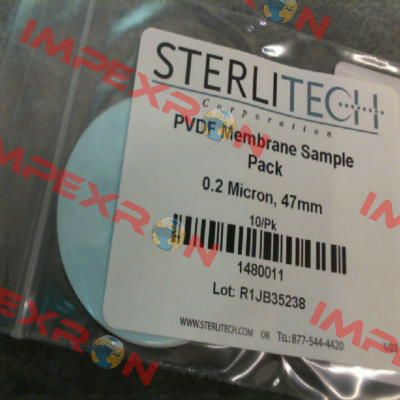 STERLITECH
Corporation
PVDF Membrane Sample
Pack
0.2 Micron, 47mm
10/Pk
1480011
Lot: R1JB35238
WWW.STERLITECH.COM OR TEL:877-544-4420
IMPEXRON
IMPEXRON
IMPEXRON
IMPEXRON
IMPEXRON